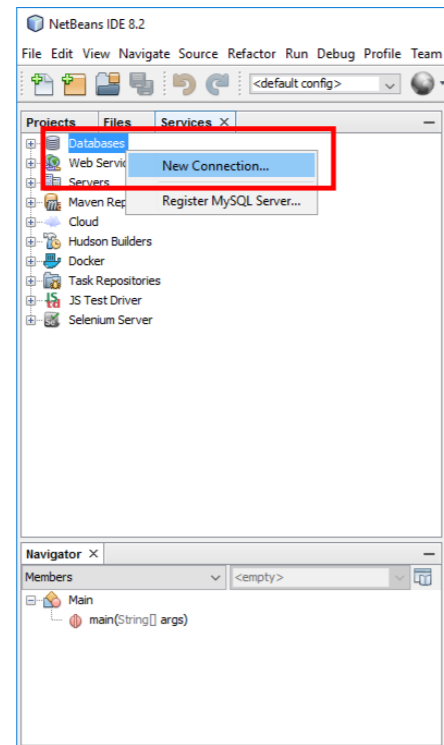 NetBeans IDE 8.2
File Edit View Navigate Source Refactor Run Debug Profile Team
<default config>
Projects Files Services
Databases
New Connection...
Web Servic
Servers
Register MySQL Server...
Maven Rep
Cloud
Hudson Builders
Docker
Task Repositories
JS Test Driver
Selenium Server
Navigator
Members <empty>
Main
main(String[] args)